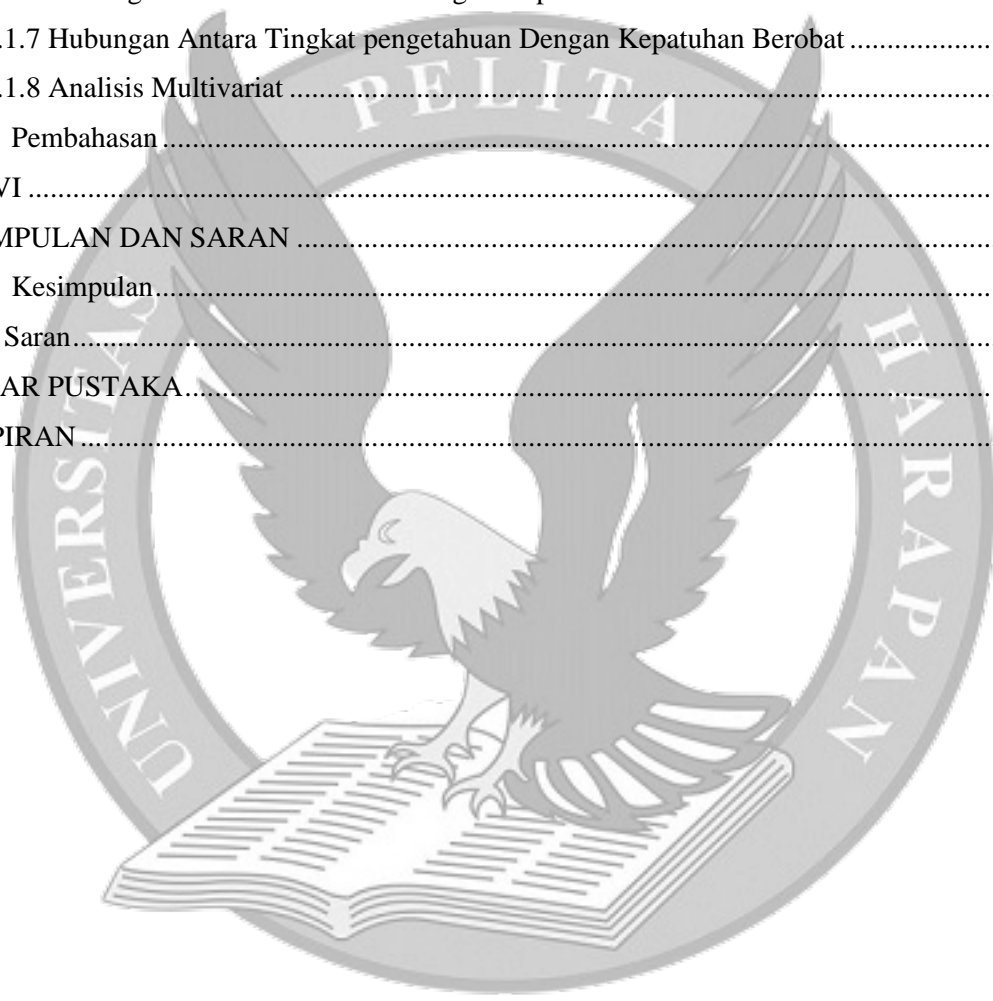 .1.7 Hubungan Antara Tingkat pengetahuan Dengan Kepatuhan Berobat
.1.8 Analisis Multivariat
Pembahasan
VI
MPULAN DAN SARAN
Kesimpulan
Saran
AR PUSTAKA
PIRAN
UNIVERSITAS PELITA HARAPAN